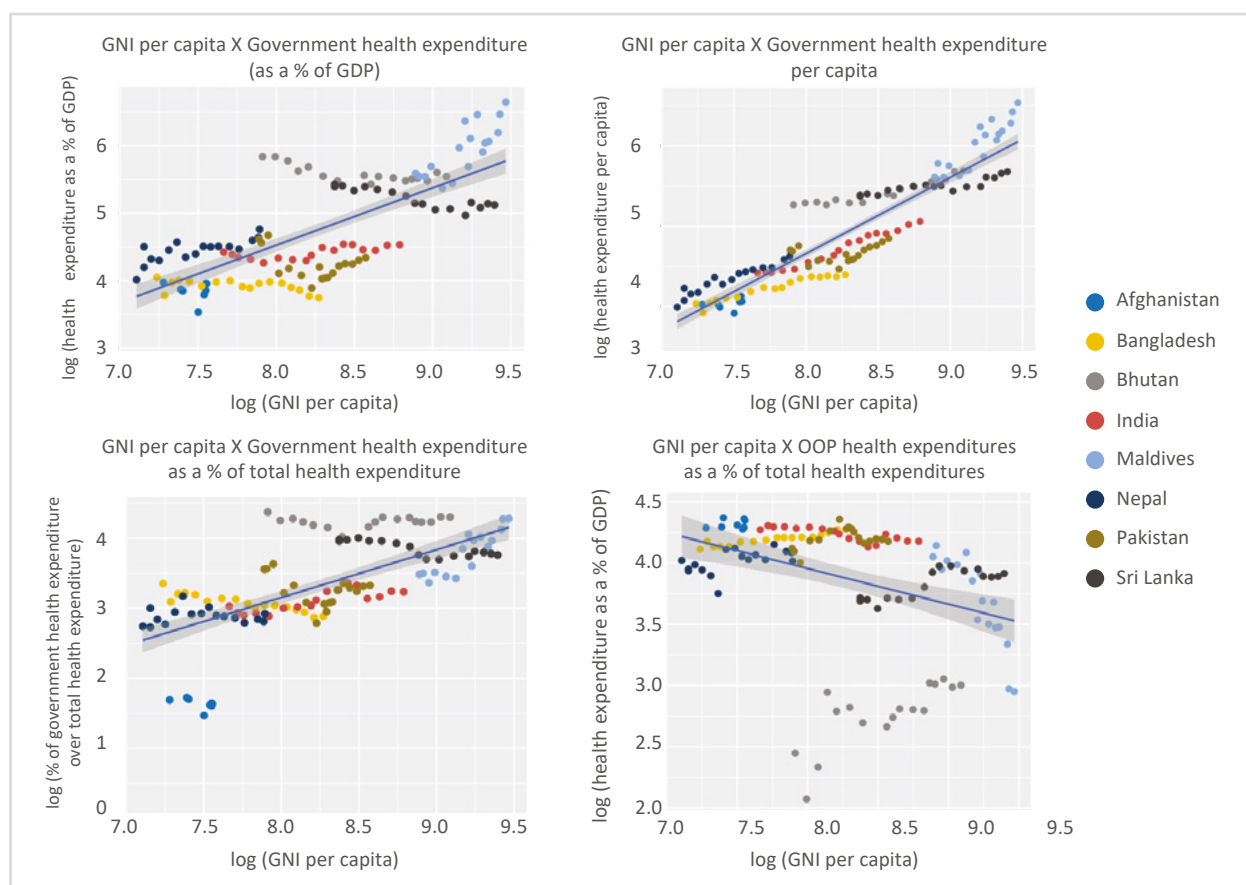 GNI per capita X Government health expenditure
(as a % of GDP)
log (health expenditure as a % of GDP)
6
5
4
3
7.0 7.5 8.0 8.5 9.0 9.5
log (GNI per capita)
GNI per capita X Government health expenditure
per capita
log (health expenditure per capita)
6
5
4
3
7.0 7.5 8.0 8.5 9.0 9.5
log (GNI per capita)
GNI per capita X Government health expenditure
as a % of total health expenditure
log (% of government health expenditure
over total health expenditure)
4
3
2
1
0
7.0 7.5 8.0 8.5 9.0 9.5
log (GNI per capita)
GNI per capita X OOP health expenditures
as a % of total health expenditures
log (health expenditure as a % of GDP)
4.5
4.0
3.5
3.0
2.5
2.0
7.0 7.5 8.0 8.5 9.0 9.5
log (GNI per capita)
Afghanistan
Bangladesh
Bhutan
India
Maldives
Nepal
Pakistan
Sri Lanka